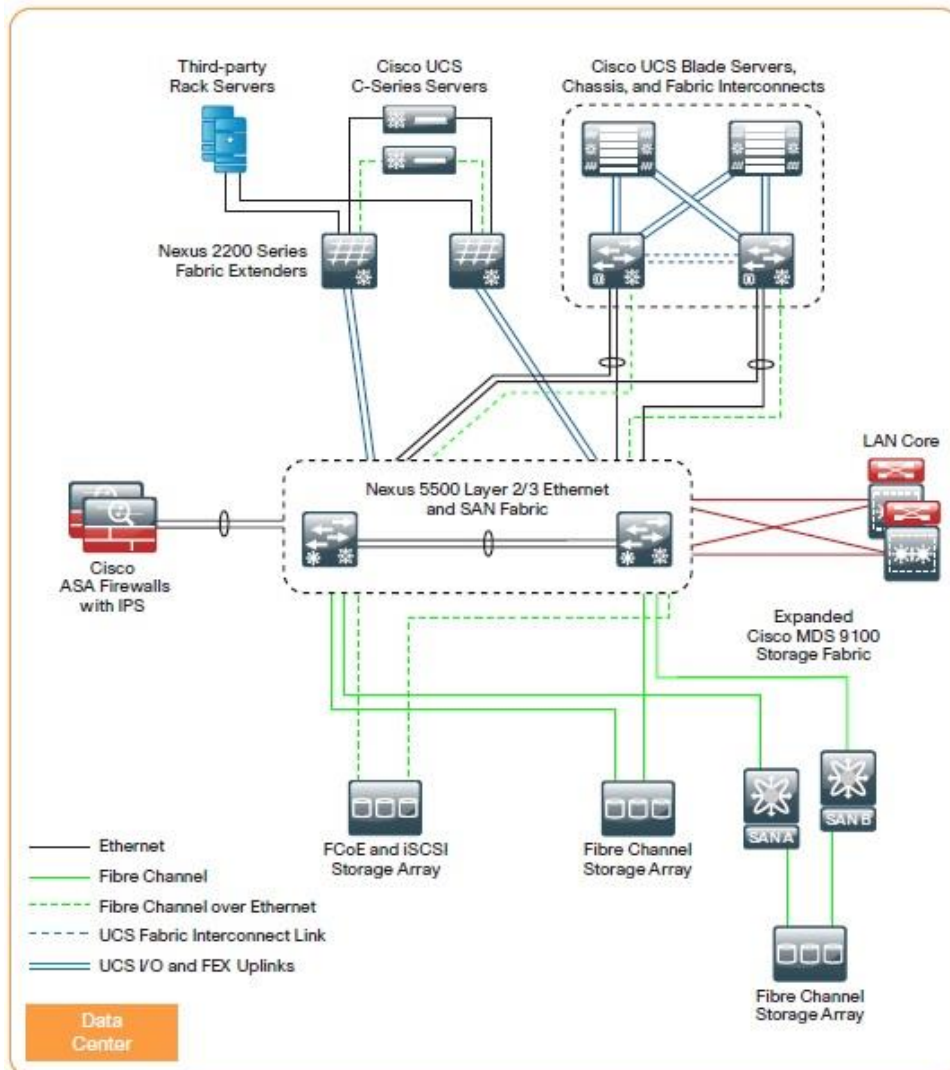 Third-party
Rack Servers
Cisco UCS
C-Series Servers
Cisco UCS Blade Servers,
Chassis, and Fabric Interconnects
Nexus 2200 Series
Fabric Extenders
LAN Core
Nexus 5500 Layer 2/3 Ethernet
and SAN Fabric
Cisco
ASA Firewalls
with IPS
Expanded
Cisco MDS 9100
Storage Fabric
SAN A
SAN B
FCoE and iSCSI
Storage Array
Fibre Channel
Storage Array
Ethernet
Fibre Channel
Fibre Channel over Ethernet
UCS Fabric Interconnect Link
UCS I/O and FEX Uplinks
Fibre Channel
Storage Array
Data
Center